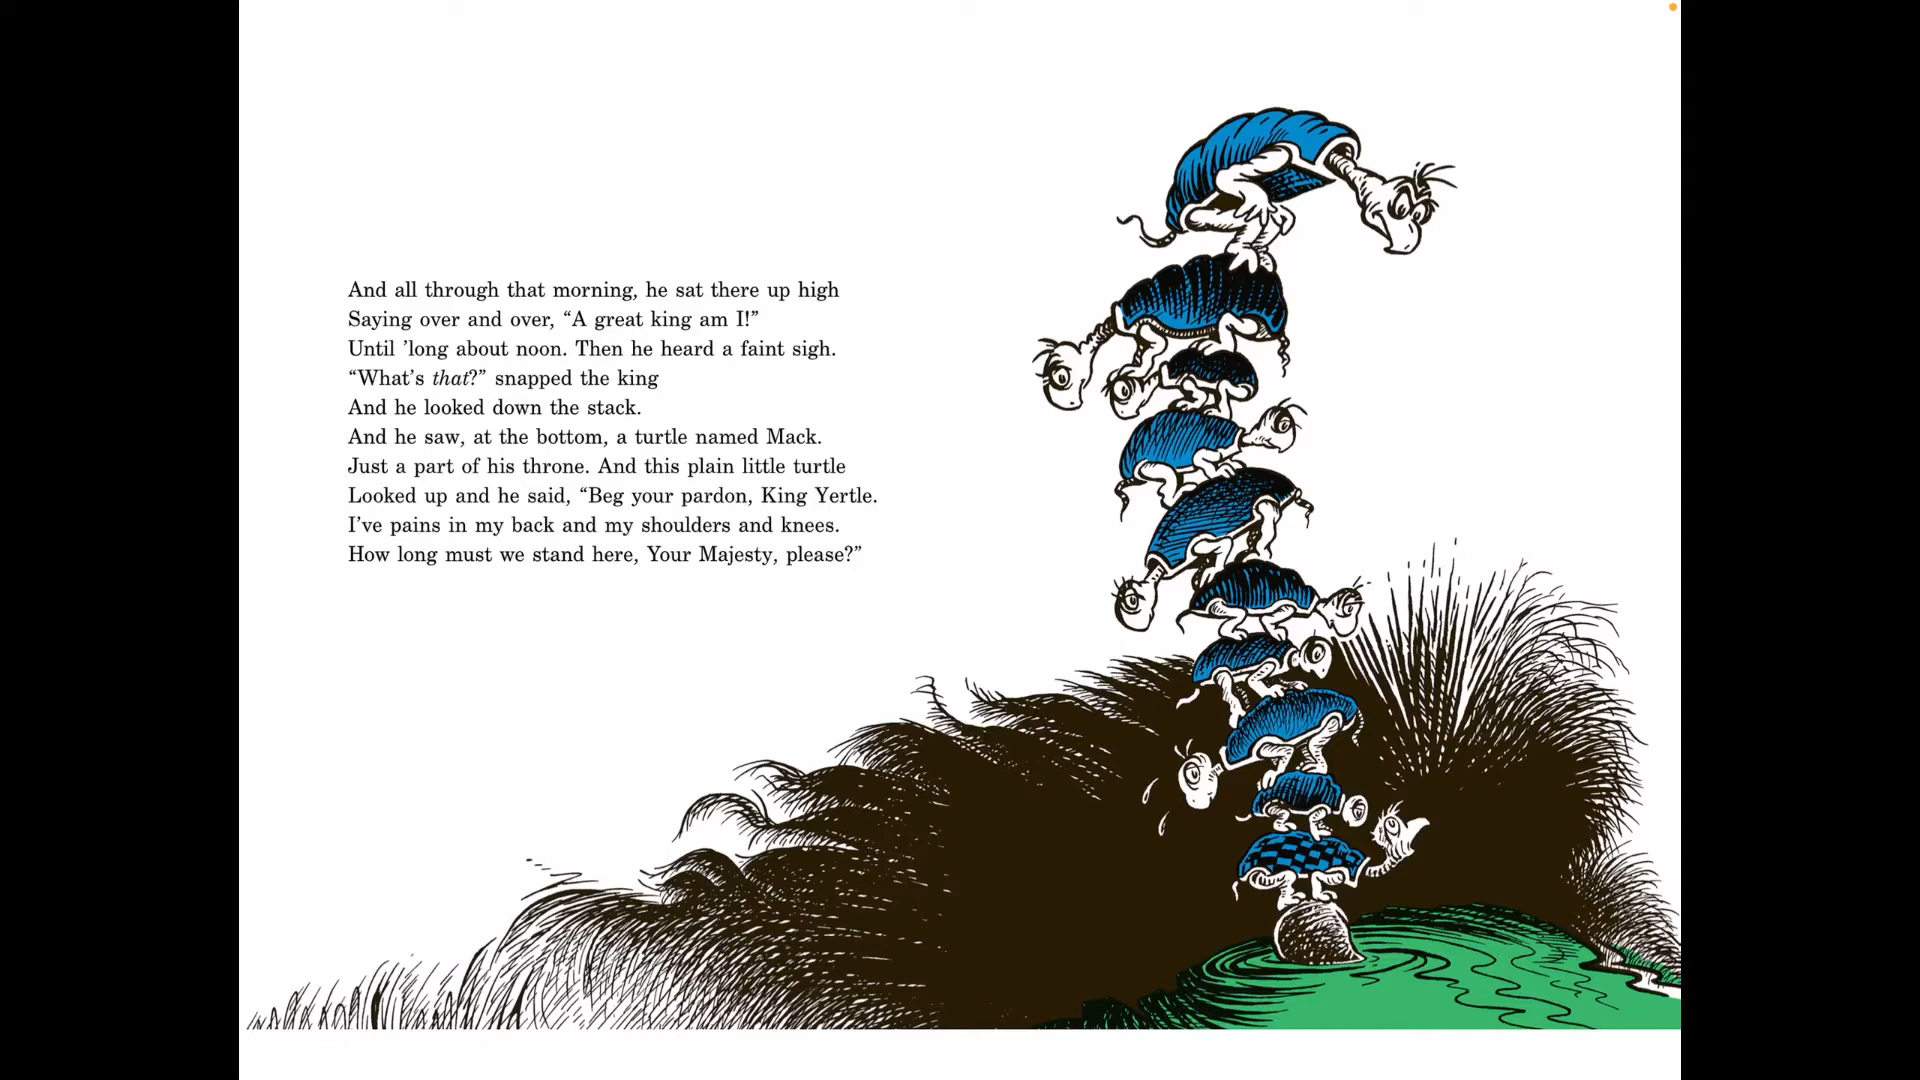 And all through that morning, he sat there up high
Saying over and over, “A great king am I!”
Until ’long about noon. Then he heard a faint sigh.
“What’s that?” snapped the king
And he looked down the stack.
And he saw, at the bottom, a turtle named Mack.
Just a part of his throne. And this plain little turtle
Looked up and he said, “Beg your pardon, King Yertle.
I’ve pains in my back and my shoulders and knees.
How long must we stand here, Your Majesty, please?”